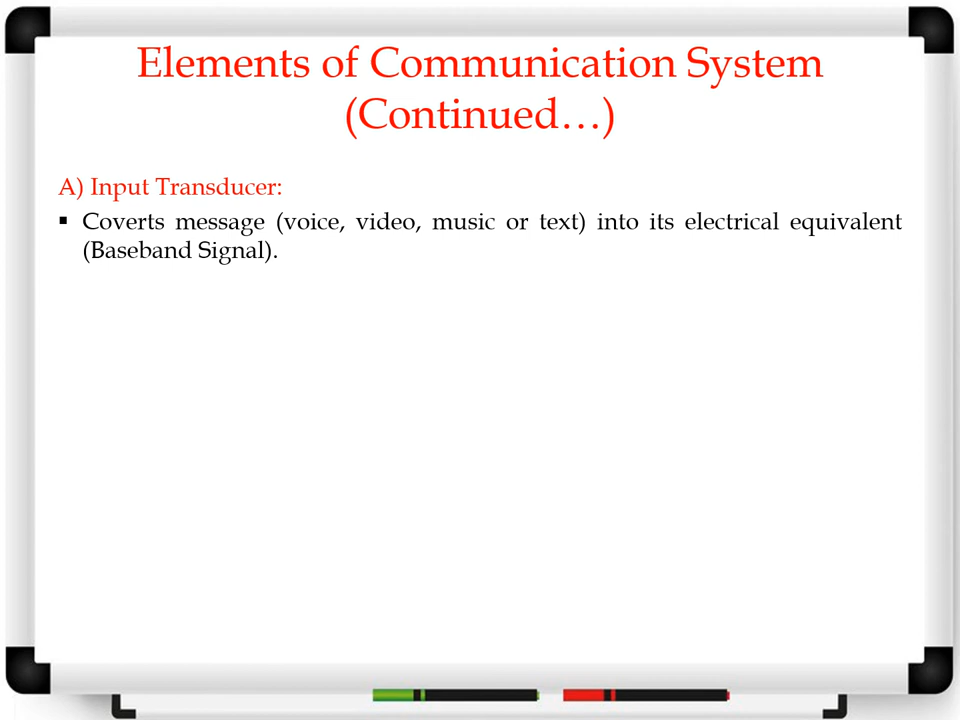 Elements of Communication System
(Continued…)
A) Input Transducer:
▪ Coverts message (voice, video, music or text) into its electrical equivalent
(Baseband Signal).